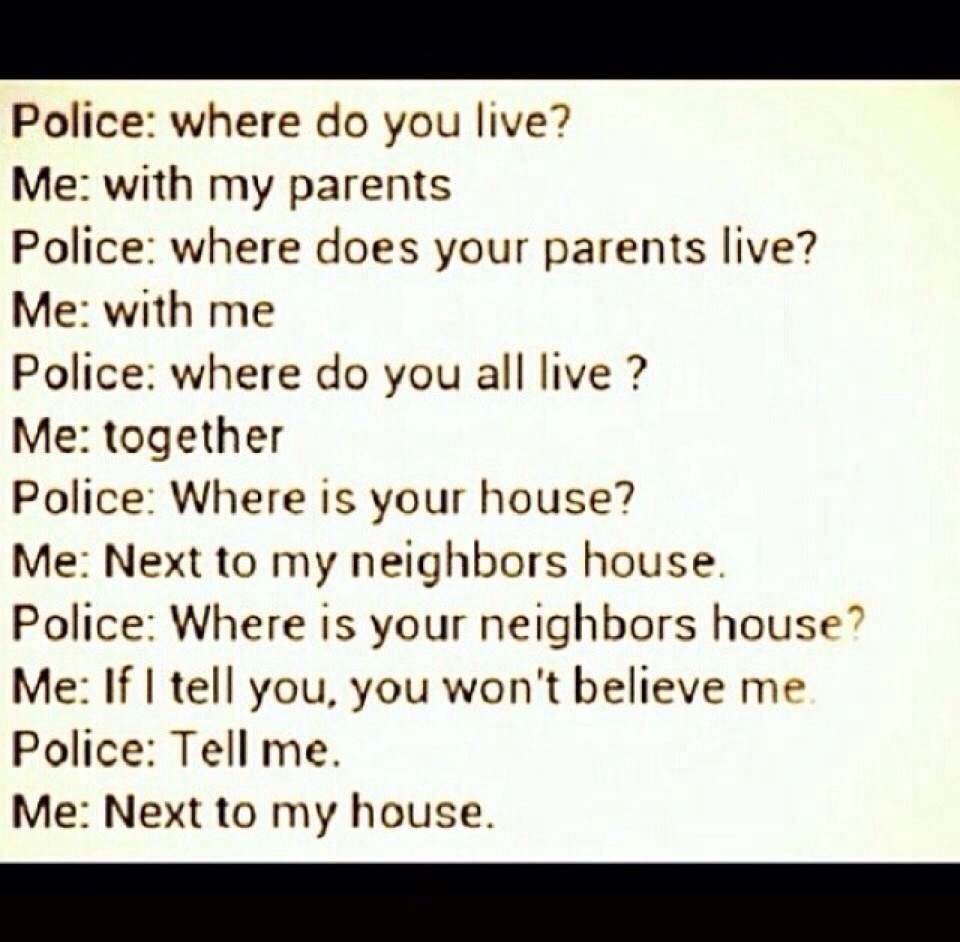 Police: where do you live?
Me: with my parents
Police: where does your parents live?
Me: with me
Police: where do you all live ?
Me: together
Police: Where is your house?
Me: Next to my neighbors house.
Police: Where is your neighbors house?
Me: If I tell you, you won't believe me.
Police: Tell me.
Me: Next to my house.